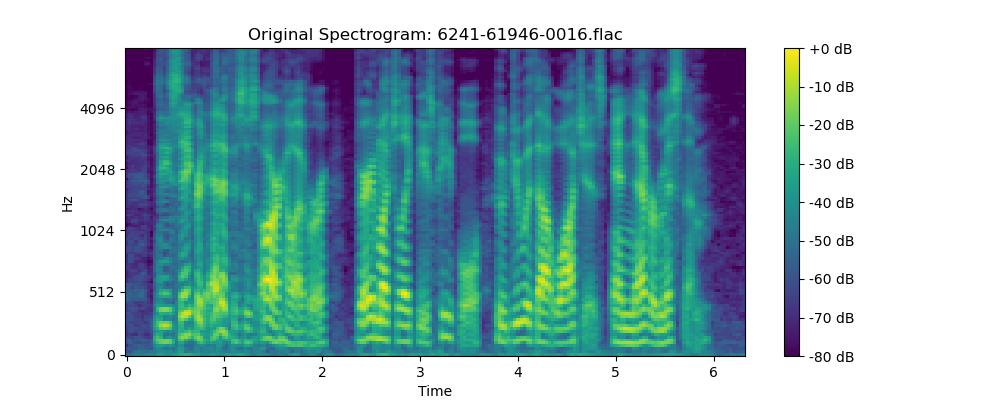 Original Spectrogram: 6241-61946-0016.flac
Hz
4096
2048
1024
512
0
0 1 2 3 4 5 6
Time
+0 dB
-10 dB
-20 dB
-30 dB
-40 dB
-50 dB
-60 dB
-70 dB
-80 dB